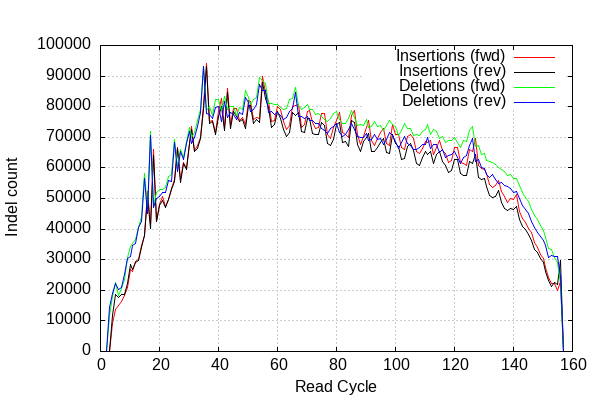 100000
90000
80000
70000
60000
50000
40000
30000
20000
10000
0
Indel count
Insertions (fwd)
Insertions (rev)
Deletions (fwd)
Deletions (rev)
0 20 40 60 80 100 120 140 160
Read Cycle